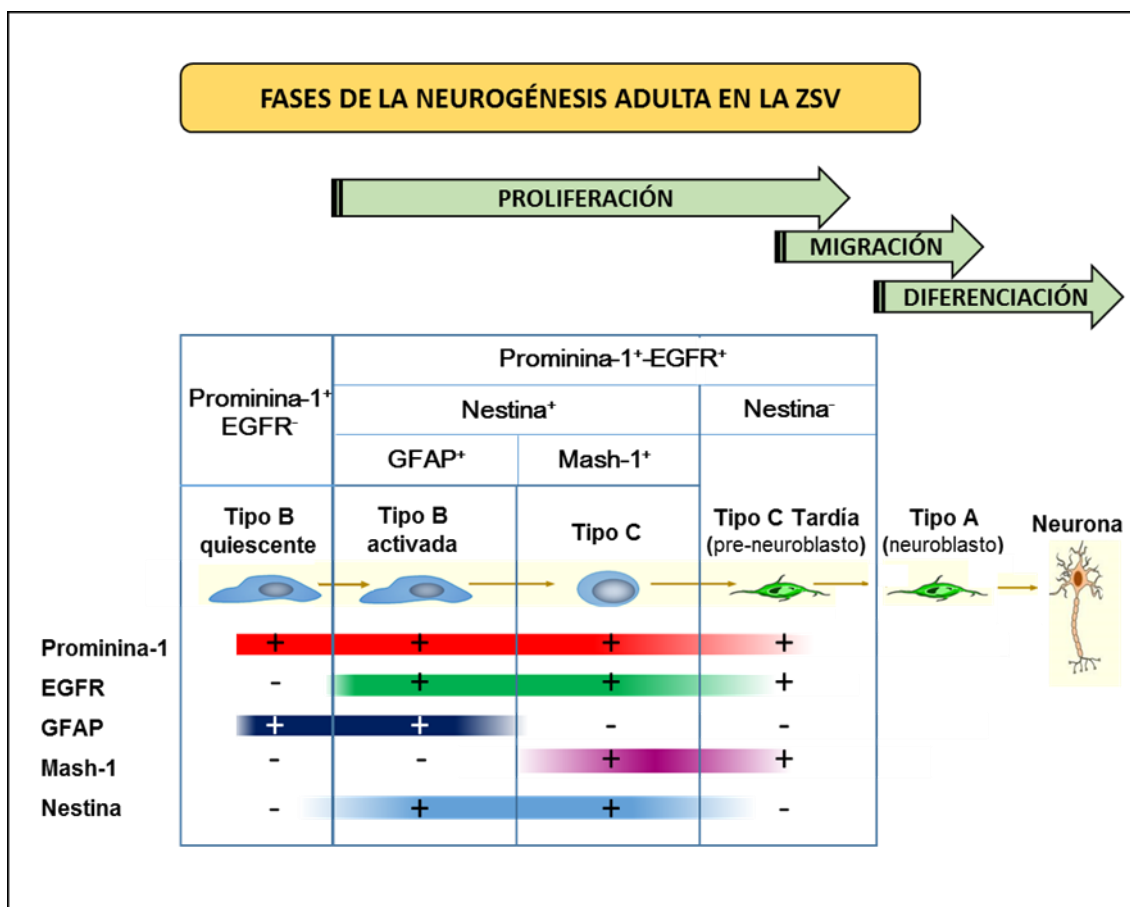 FASES DE LA NEUROGÉNESIS ADULTA EN LA ZSV
PROLIFERACIÓN
MIGRACIÓN
DIFERENCIACIÓN
Prominina-1⁺
EGFR⁻
Prominina-1⁺-EGFR⁺
Nestina⁺
Nestina⁻
GFAP⁺
Mash-1⁺
Tipo B
quiescente
Tipo B
activada
Tipo C
Tipo C Tardía
(pre-neuroblasto)
Tipo A
(neuroblasto)
Neurona
Prominina-1 + + + +
EGFR - + + +
GFAP + + - -
Mash-1 - - + +
Nestina - + + -